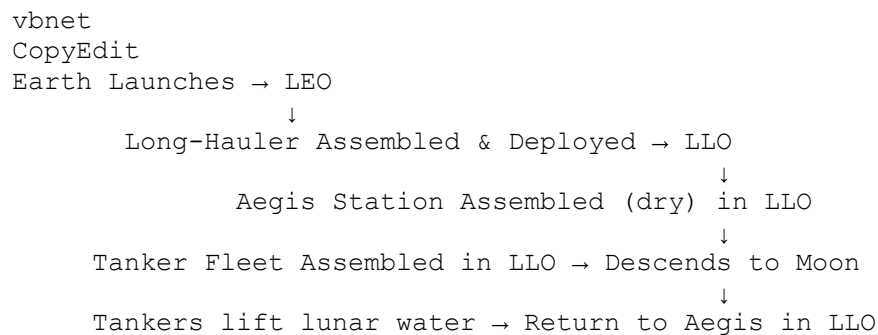 vbnet
CopyEdit
Earth Launches → LEO
↓
Long-Hauler Assembled & Deployed → LLO
↓
Aegis Station Assembled (dry) in LLO
↓
Tanker Fleet Assembled in LLO → Descends to Moon
↓
Tankers lift lunar water → Return to Aegis in LLO